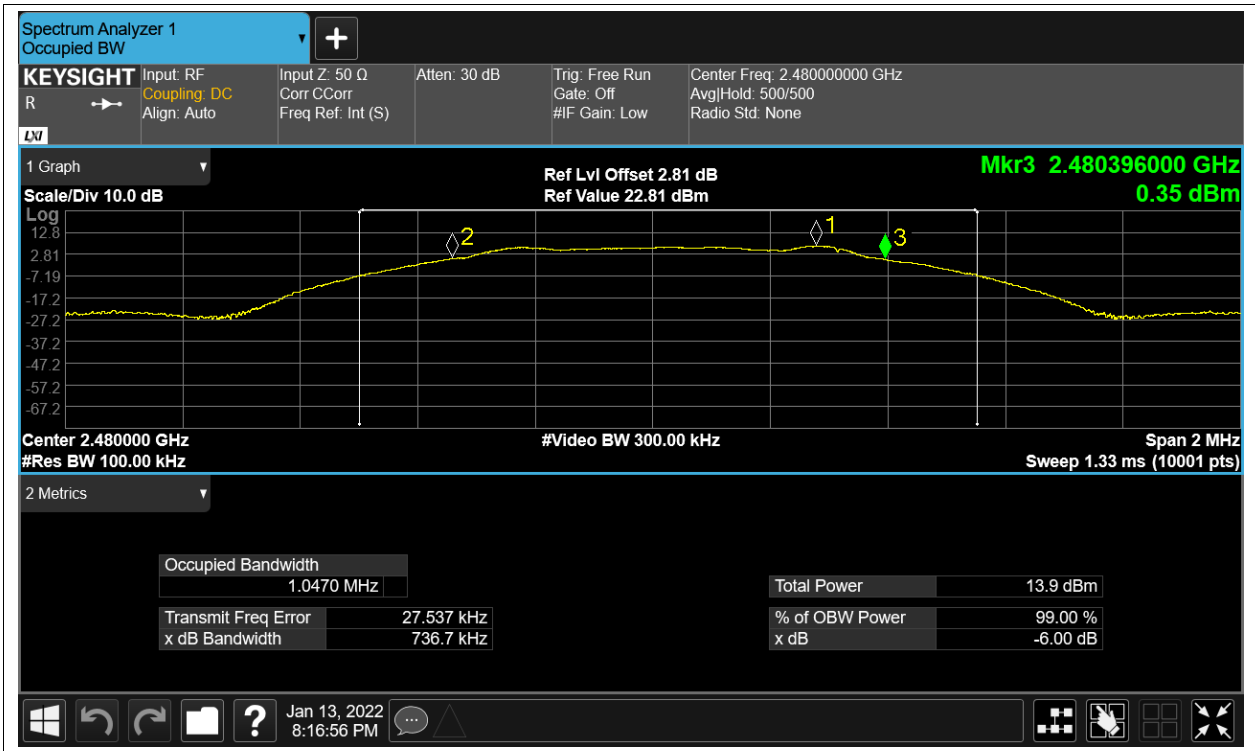 Spectrum Analyzer 1
Occupied BW
KEYSIGHT
R
LXI
Input: RF
Coupling: DC
Align: Auto
Input Z: 50 Ω
Corr CCorr
Freq Ref: Int (S)
Atten: 30 dB
Trig: Free Run
Gate: Off
#IF Gain: Low
Center Freq: 2.480000000 GHz
Avg|Hold: 500/500
Radio Std: None
1 Graph
Scale/Div 10.0 dB
Ref Lvl Offset 2.81 dB
Ref Value 22.81 dBm
Mkr3 2.480396000 GHz
0.35 dBm
Log
12.8
2.81
-7.19
-17.2
-27.2
-37.2
-47.2
-57.2
-67.2
2
1
3
Center 2.480000 GHz
#Res BW 100.00 kHz
#Video BW 300.00 kHz
Span 2 MHz
Sweep 1.33 ms (10001 pts)
2 Metrics
Occupied Bandwidth
1.0470 MHz
Transmit Freq Error 27.537 kHz
x dB Bandwidth 736.7 kHz
Total Power 13.9 dBm
% of OBW Power 99.00 %
x dB -6.00 dB
?
Jan 13, 2022
8:16:56 PM